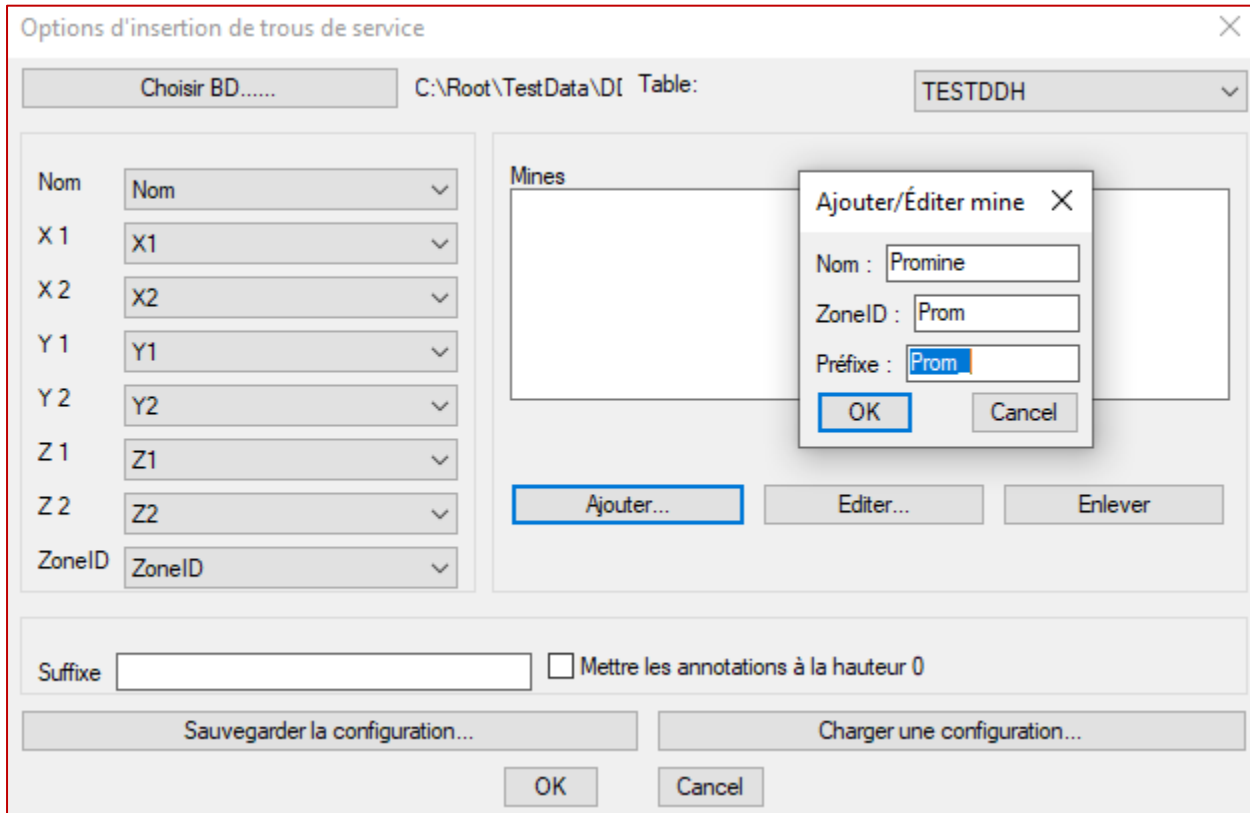 Options d'insertion de trous de service
Choisir BD...... C:\Root\TestData\D[ Table: TESTDDH
Nom Nom
X 1 X1
X 2 X2
Y 1 Y1
Y 2 Y2
Z 1 Z1
Z 2 Z2
ZoneID ZoneID
Mines
Ajouter/Éditer mine
Nom : Promine
ZoneID : Prom
Préfixe : Prom_
OK Cancel
Ajouter... Editer... Enlever
Suffixe Mettre les annotations à la hauteur 0
Sauvegarder la configuration... Charger une configuration...
OK Cancel